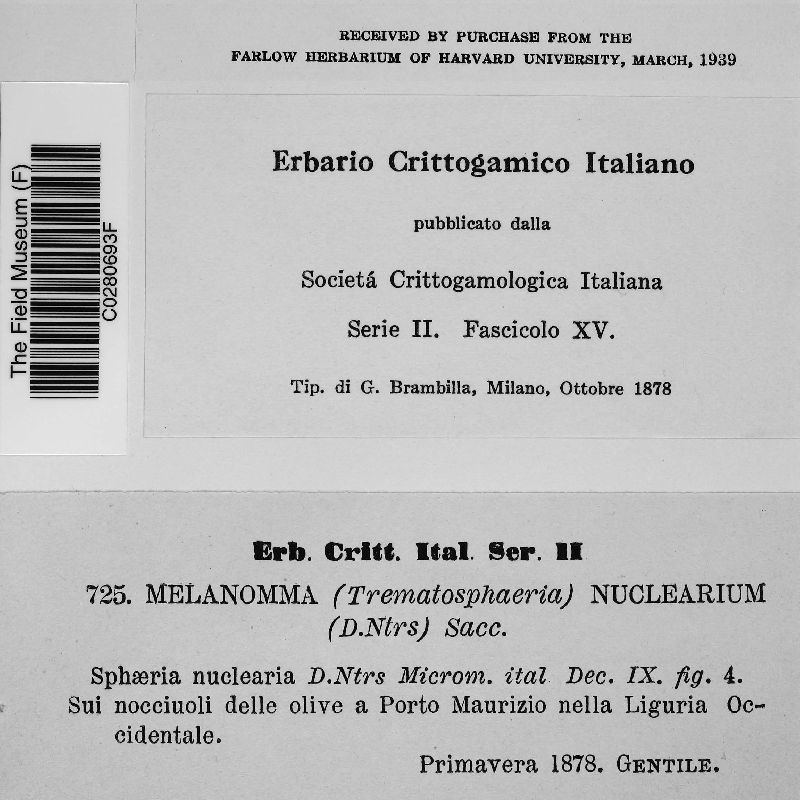 RECEIVED BY PURCHASE FROM THE
FARLOW HERBARIUM OF HARVARD UNIVERSITY, MARCH, 1939
The Field Museum (F)
C0280693F
Erbario Crittogamico Italiano
pubblicato dalla
Societá Crittogamologica Italiana
Serie II. Fascicolo XV.
Tip. di G. Brambilla, Milano, Ottobre 1878
Erb. Critt. Ital. Ser. II
725. MELANOMMA (Trematosphaeria) NUCLEARIUM
(D.Ntrs) Sacc.
Sphæria nuclearia D.Ntrs Microm. ital Dec. IX. fig. 4.
Sui nocciuoli delle olive a Porto Maurizio nella Liguria Oc-
cidentale.
Primavera 1878. GENTILE.